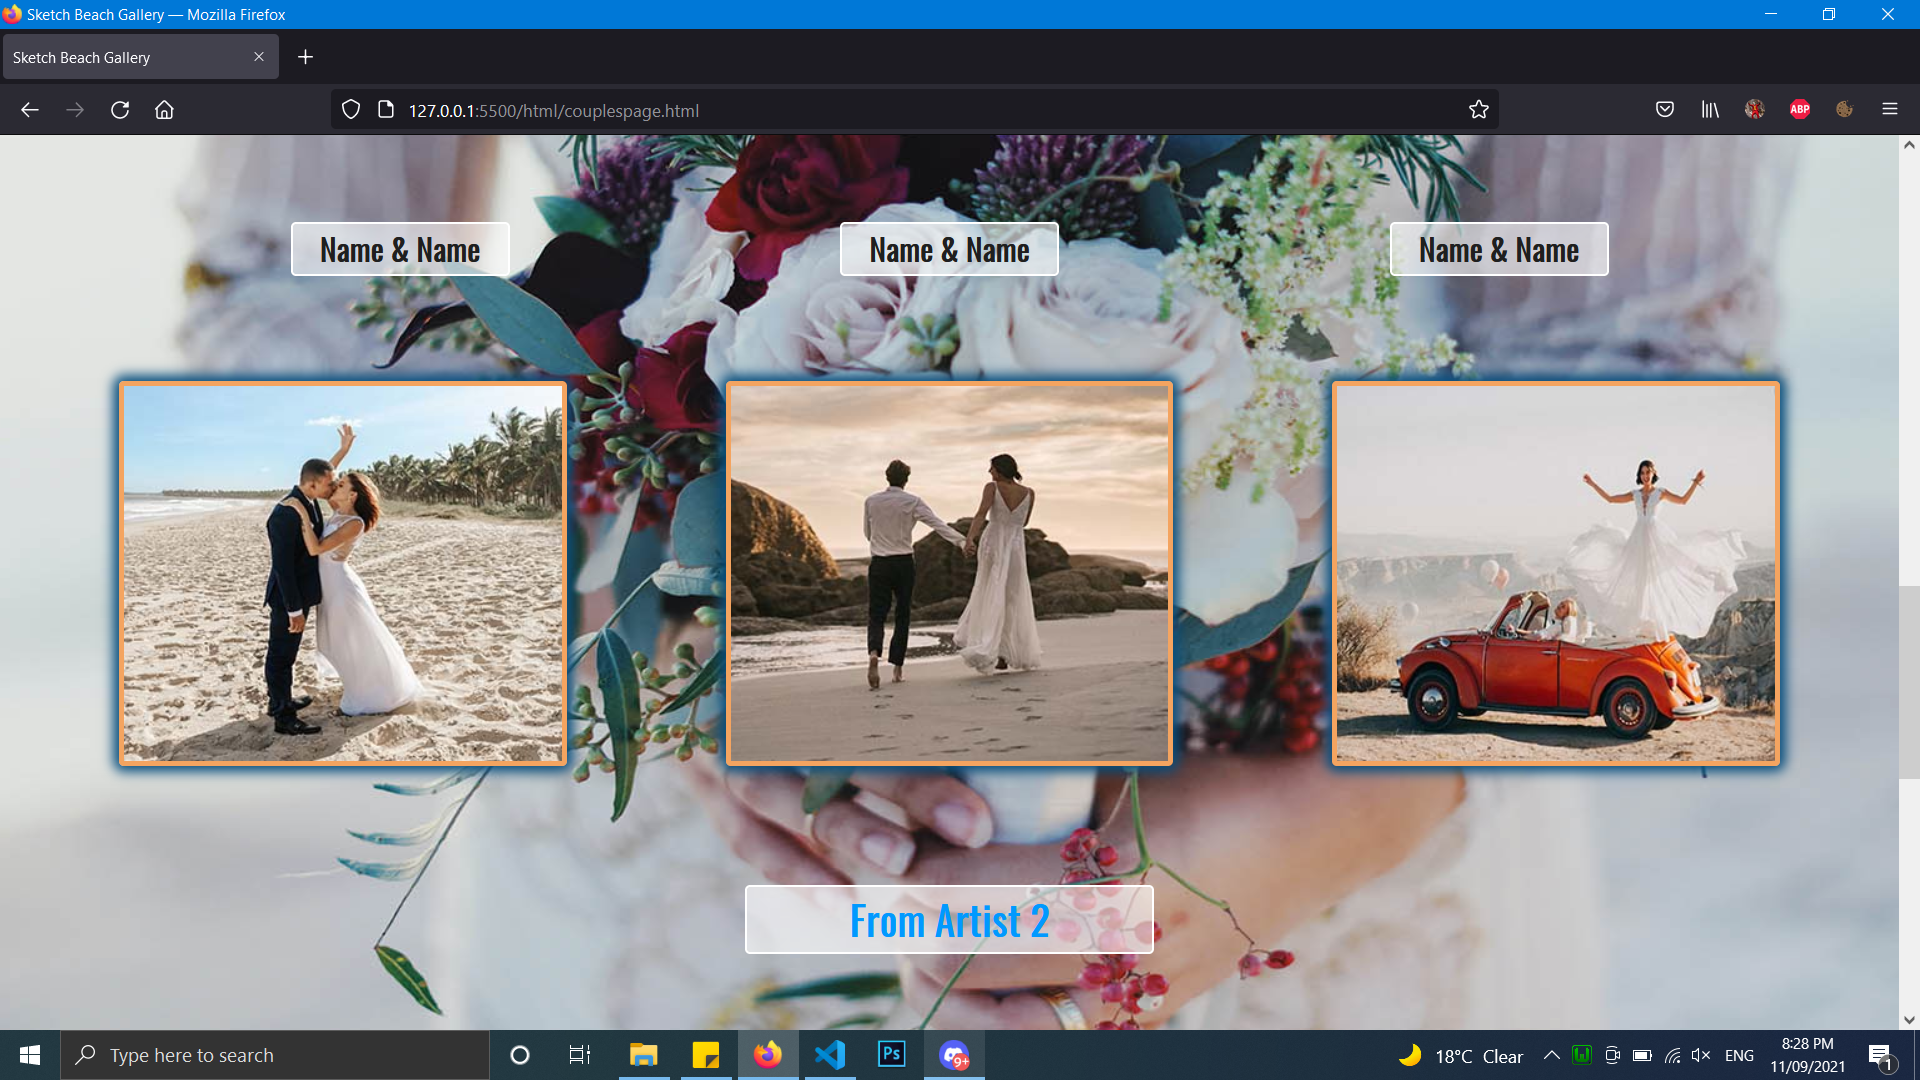 Sketch Beach Gallery — Mozilla Firefox
Sketch Beach Gallery
127.0.0.1:5500/html/couplespage.html
ABP
Name & Name
Name & Name
Name & Name
From Artist 2
Type here to search
Ps
9+
18°C Clear
ENG
8:28 PM
11/09/2021
1